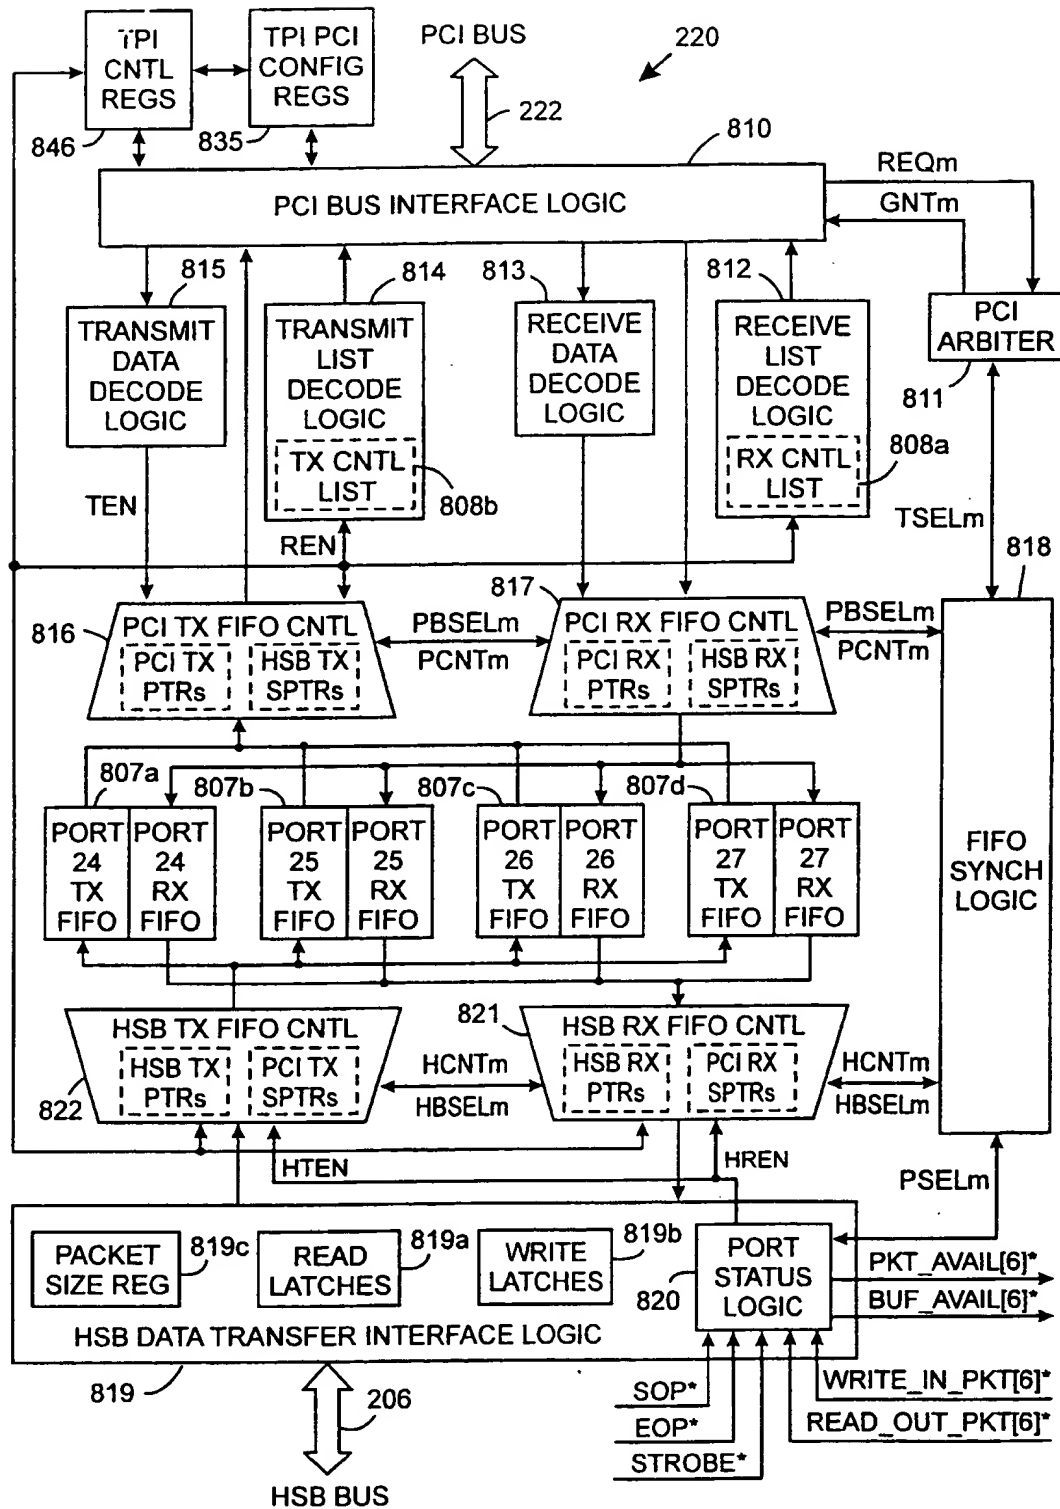 TPI
CNTL
REGS
TPI PCI
CONFIG
REGS
PCI BUS
220
846
835
222
810
PCI BUS INTERFACE LOGIC
REQm
GNTm
815
814
813
812
TRANSMIT
DATA
DECODE
LOGIC
TRANSMIT
LIST
DECODE
LOGIC
TX CNTL
LIST
RECEIVE
DATA
DECODE
LOGIC
RECEIVE
LIST
DECODE
LOGIC
RX CNTL
LIST
PCI
ARBITER
811
808b
808a
TEN
REN
TSELm
818
816
PCI TX FIFO CNTL
PCI TX
PTRs
HSB TX
SPTRs
PBSELm
PCNTm
817
PCI RX FIFO CNTL
PCI RX
PTRs
HSB RX
SPTRs
PBSELm
PCNTm
807a
807b
807c
807d
PORT
24
TX
FIFO
PORT
24
RX
FIFO
PORT
25
TX
FIFO
PORT
25
RX
FIFO
PORT
26
TX
FIFO
PORT
26
RX
FIFO
PORT
27
TX
FIFO
PORT
27
RX
FIFO
FIFO
SYNCH
LOGIC
HSB TX FIFO CNTL
HSB TX
PTRs
PCI TX
SPTRs
822
HCNTm
HBSELm
821
HSB RX FIFO CNTL
HSB RX
PTRs
PCI RX
SPTRs
HCNTm
HBSELm
HTEN
HREN
PSELm
PACKET
SIZE REG
819c
READ
LATCHES
819a
WRITE
LATCHES
819b
820
PORT
STATUS
LOGIC
PKT_AVAIL[6]*
BUF_AVAIL[6]*
HSB DATA TRANSFER INTERFACE LOGIC
819
206
SOP*
EOP*
STROBE*
WRITE_IN_PKT[6]*
READ_OUT_PKT[6]*
HSB BUS